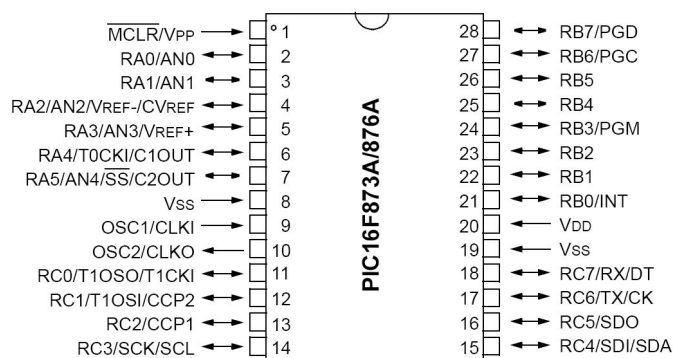 MCLR/VPP 1 28 RB7/PGD
RA0/AN0 2 27 RB6/PGC
RA1/AN1 3 26 RB5
RA2/AN2/VREF-/CVREF 4 25 RB4
RA3/AN3/VREF+ 5 24 RB3/PGM
RA4/T0CKI/C1OUT 6 23 RB2
RA5/AN4/SS/C2OUT 7 22 RB1
VSS 8 21 RB0/INT
OSC1/CLKI 9 20 VDD
OSC2/CLKO 10 19 VSS
RC0/T1OSO/T1CKI 11 18 RC7/RX/DT
RC1/T1OSI/CCP2 12 17 RC6/TX/CK
RC2/CCP1 13 16 RC5/SDO
RC3/SCK/SCL 14 15 RC4/SDI/SDA
PIC16F873A/876A